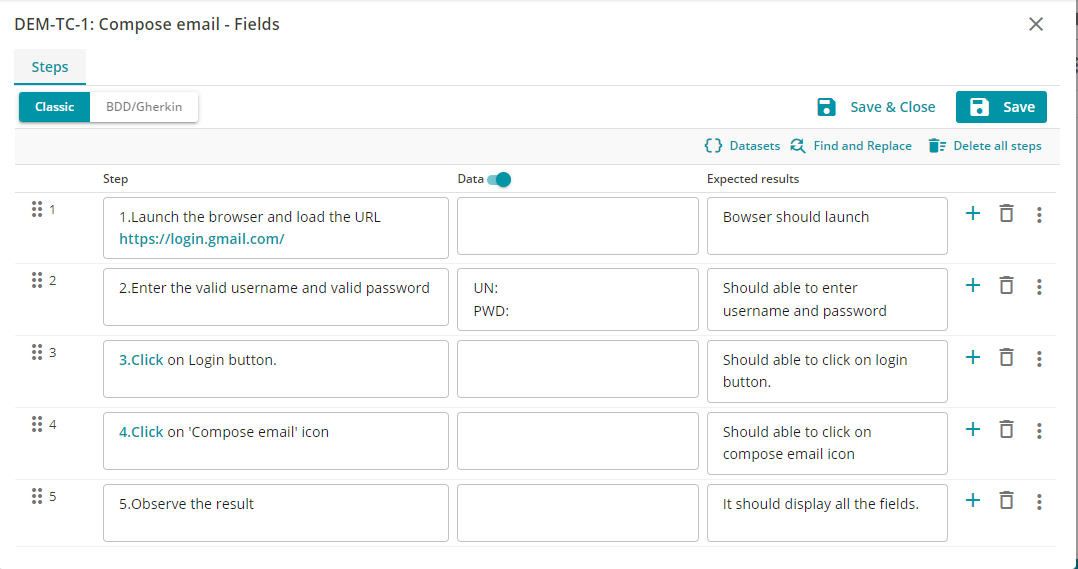 DEM-TC-1: Compose email - Fields
Steps
Classic BDD/Gherkin Save & Close Save
Datasets Find and Replace Delete all steps
Step Data Expected results
1 1.Launch the browser and load the URL Bowser should launch
https://login.gmail.com/
2 2.Enter the valid username and valid password UN: Should able to enter
PWD: username and password
3 3.Click on Login button. Should able to click on login
button.
4 4.Click on 'Compose email' icon Should able to click on
compose email icon
5 5.Observe the result It should display all the fields.